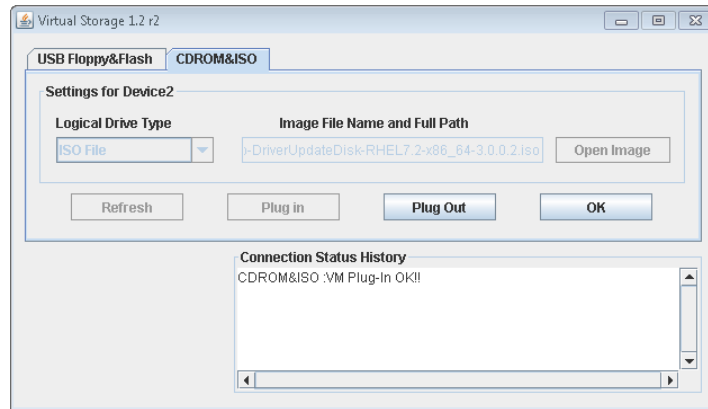 Virtual Storage 1.2 r2
USB Floppy&Flash CDROM&ISO
Settings for Device2
Logical Drive Type Image File Name and Full Path
ISO File -DriverUpdateDisk-RHEL7.2-x86_64-3.0.0.2.iso Open Image
Refresh Plug in Plug Out OK
Connection Status History
CDROM&ISO :VM Plug-In OK!!